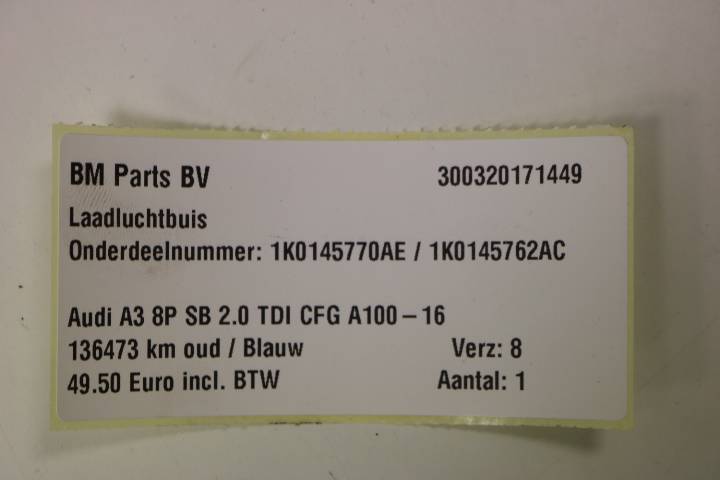 BM Parts BV 300320171449
Laadluchtbuis
Onderdeelnummer: 1K0145770AE / 1K0145762AC
Audi A3 8P SB 2.0 TDI CFG A100-16
136473 km oud / Blauw Verz: 8
49.50 Euro incl. BTW Aantal: 1